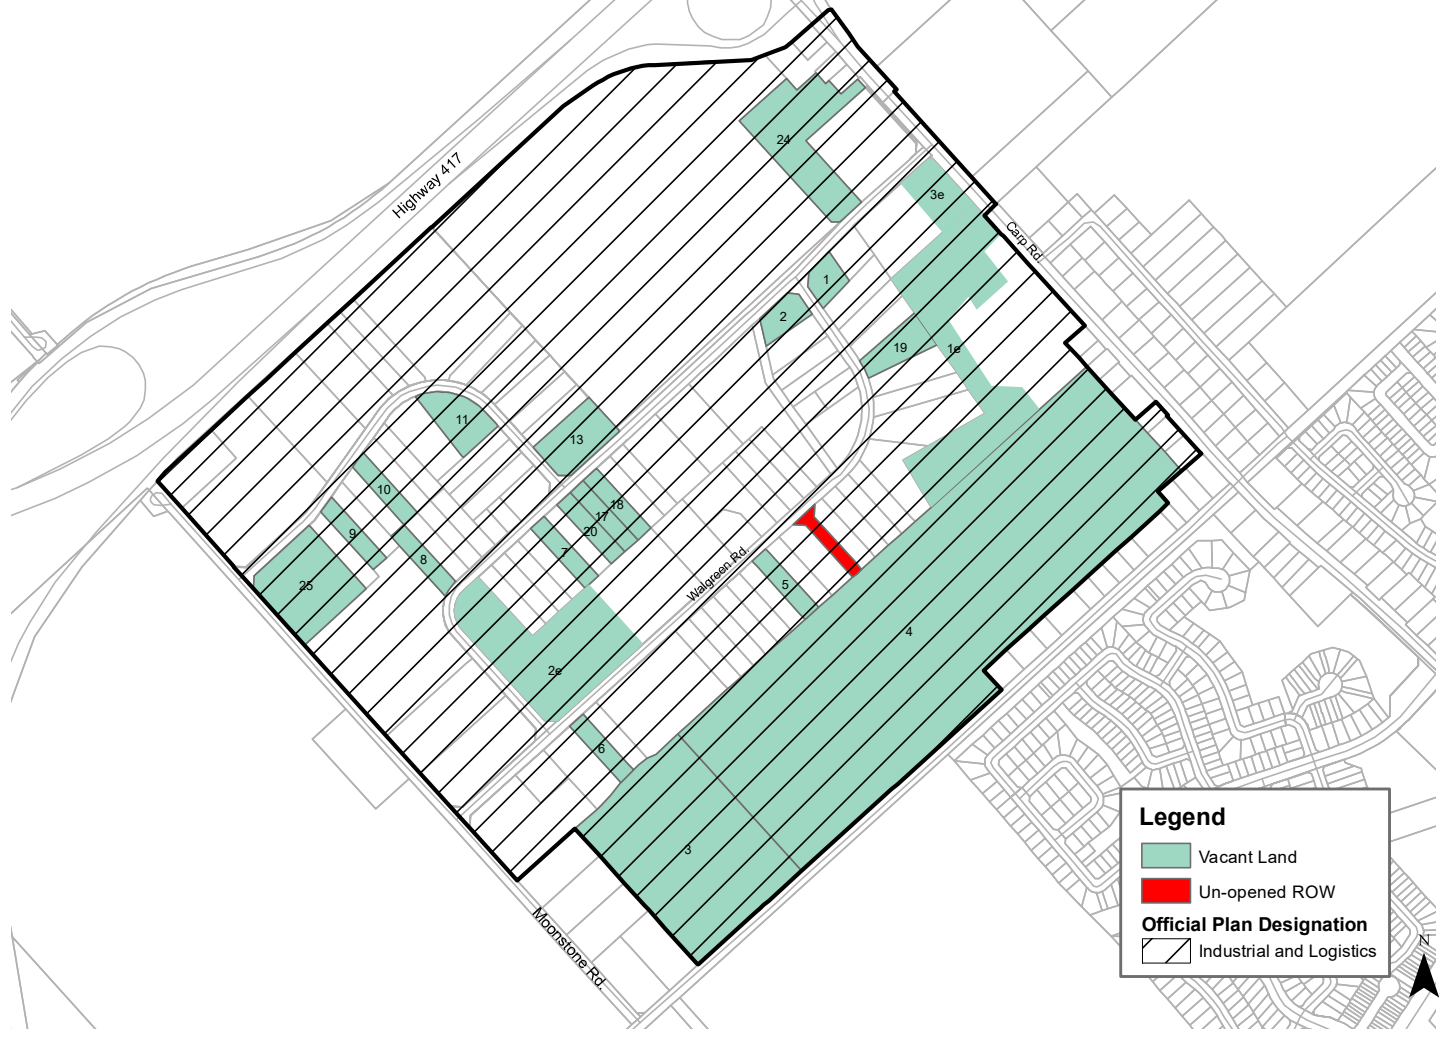 24
Highway 417
3e
Carp Rd.
1
2
19
1e
11
13
10
18
17
20
9
7
8
25
Walgreen Rd.
5
4
2e
6
3
Moonstone Rd.
Legend
Vacant Land
Un-opened ROW
Official Plan Designation
Industrial and Logistics
N